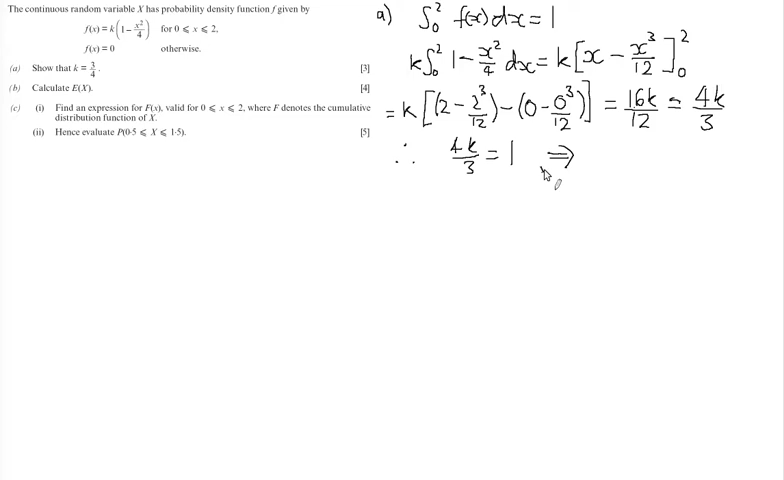 The continuous random variable X has probability density function f given by
f(x) = k(1 − x²/4) for 0 ⩽ x ⩽ 2,
f(x) = 0 otherwise.
(a) Show that k = 3/4. [3]
(b) Calculate E(X). [4]
(c) (i) Find an expression for F(x), valid for 0 ⩽ x ⩽ 2, where F denotes the cumulative
distribution function of X.
(ii) Hence evaluate P(0·5 ⩽ X ⩽ 1·5). [5]
a) ∫₀² f(x) dx = 1
k∫₀² 1 − x²/4 dx = k[x − x³/12]₀²
= k[(2 − 2³/12) − (0 − 0³/12)] = 16k/12 = 4k/3
∴ 4k/3 = 1 ⇒